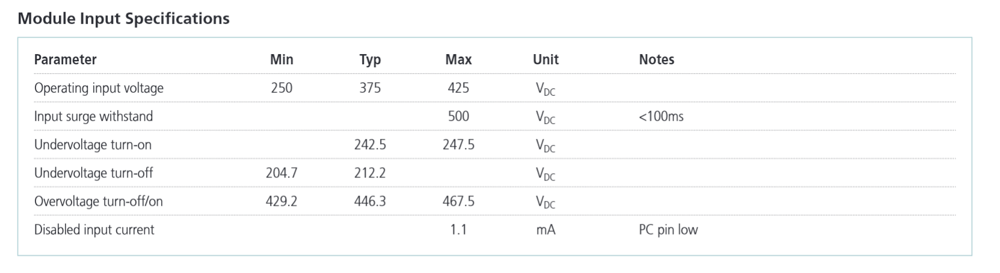 Module Input Specifications
Parameter Min Typ Max Unit Notes
Operating input voltage 250 375 425 VDC
Input surge withstand 500 VDC <100ms
Undervoltage turn-on 242.5 247.5 VDC
Undervoltage turn-off 204.7 212.2 VDC
Overvoltage turn-off/on 429.2 446.3 467.5 VDC
Disabled input current 1.1 mA PC pin low